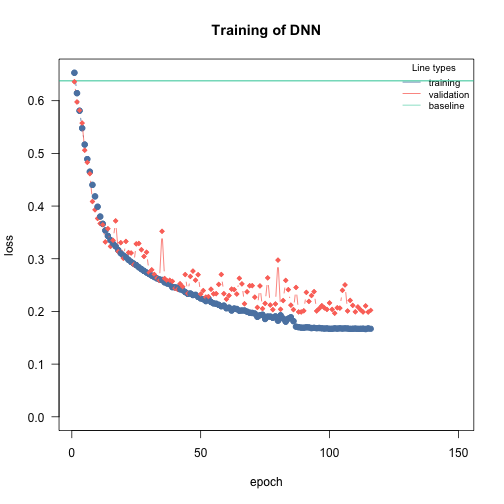 Training of DNN
Line types
training
validation
baseline
loss
0.6
0.5
0.4
0.3
0.2
0.1
0.0
0
50
100
150
epoch